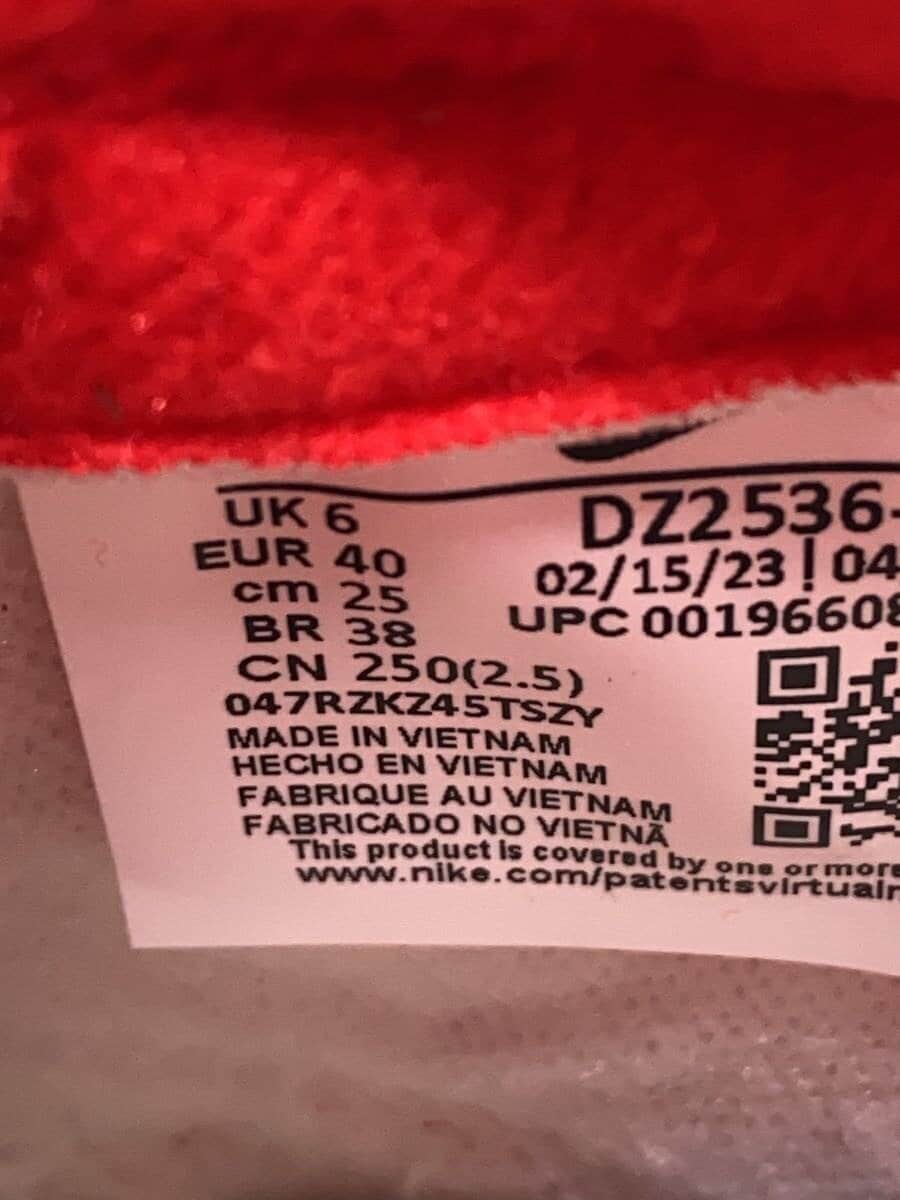 UK 6
EUR 40
cm 25
BR 38
CN 250(2.5)
047RZKZ45TSZY
MADE IN VIETNAM
HECHO EN VIETNAM
FABRIQUE AU VIETNAM
FABRICADO NO VIETNÃ
This product is covered by one or more
www.nike.com/patentsvirtual
DZ2536-
02/15/23 | 04
UPC 00196608